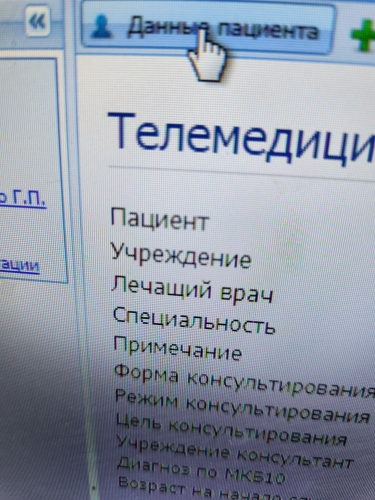 Данные пациента
Телемедици
о Г.П.
ации
Пациент
Учреждение
Лечащий врач
Специальность
Примечание
Форма консультирования
Режим консультирования
Цель консультирования
Учреждение консультант
Диагноз по МКБ10
Возраст на начало